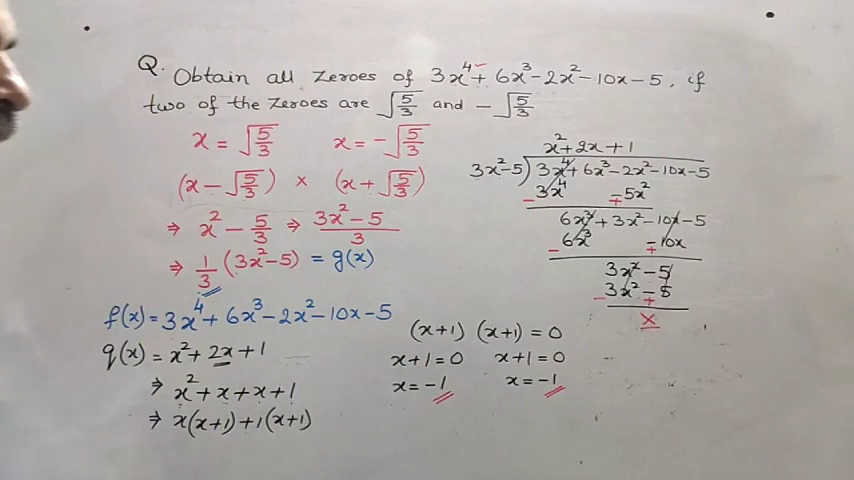 Q. Obtain all zeroes of 3x⁴ + 6x³ - 2x² - 10x - 5, if
two of the zeroes are √(5/3) and -√(5/3)
x = √(5/3)   x = -√(5/3)
(x - √(5/3)) × (x + √(5/3))
⇒ x² - 5/3 ⇒ (3x² - 5)/3
⇒ 1/3 (3x² - 5) = g(x)
f(x) = 3x⁴ + 6x³ - 2x² - 10x - 5
q(x) = x² + 2x + 1
⇒ x² + x + x + 1
⇒ x(x+1) + 1(x+1)
(x+1) (x+1) = 0
x+1 = 0   x+1 = 0
x = -1   x = -1
x² + 2x + 1
3x² - 5) 3x⁴ + 6x³ - 2x² - 10x - 5
3x⁴ - 5x²
- +
6x³ + 3x² - 10x - 5
6x³ - 10x
- +
3x² - 5
3x² - 5
- +
x